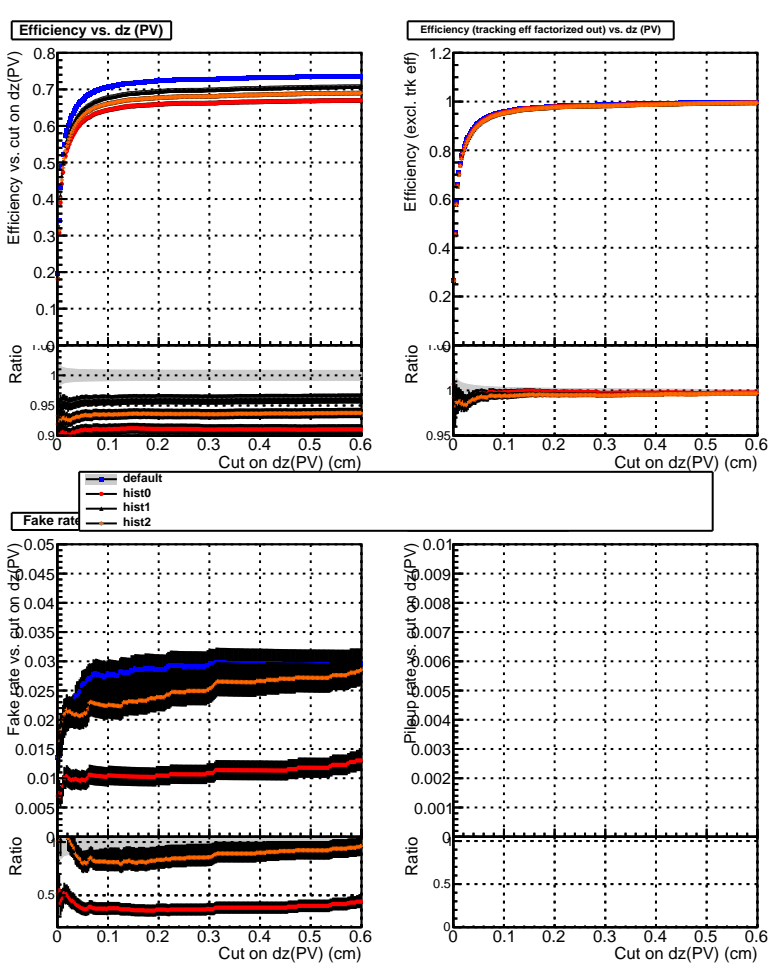 Efficiency vs. dz (PV)
Efficiency vs. cut on dz(PV)
0.8
0.7
0.6
0.5
0.4
0.3
0.2
0.1
0
Ratio
1
0.95
0.9
0 0.1 0.2 0.3 0.4 0.5 0.6
Cut on dz(PV) (cm)
Efficiency (tracking eff factorized out) vs. dz (PV)
Efficiency (excl. trk eff)
1.2
1
0.8
0.6
0.4
0.2
0
Ratio
1
0.95
0 0.1 0.2 0.3 0.4 0.5 0.6
Cut on dz(PV) (cm)
default
hist0
hist1
hist2
Fake rate
Fake rate vs. cut on dz(PV)
0.05
0.045
0.04
0.035
0.03
0.025
0.02
0.015
0.01
0.005
0
Ratio
0.5
0 0.1 0.2 0.3 0.4 0.5 0.6
Cut on dz(PV) (cm)
Pileup rate vs. cut on dz(PV)
0.01
0.009
0.008
0.007
0.006
0.005
0.004
0.003
0.002
0.001
0
Ratio
0.5
0
0 0.1 0.2 0.3 0.4 0.5 0.6
Cut on dz(PV) (cm)